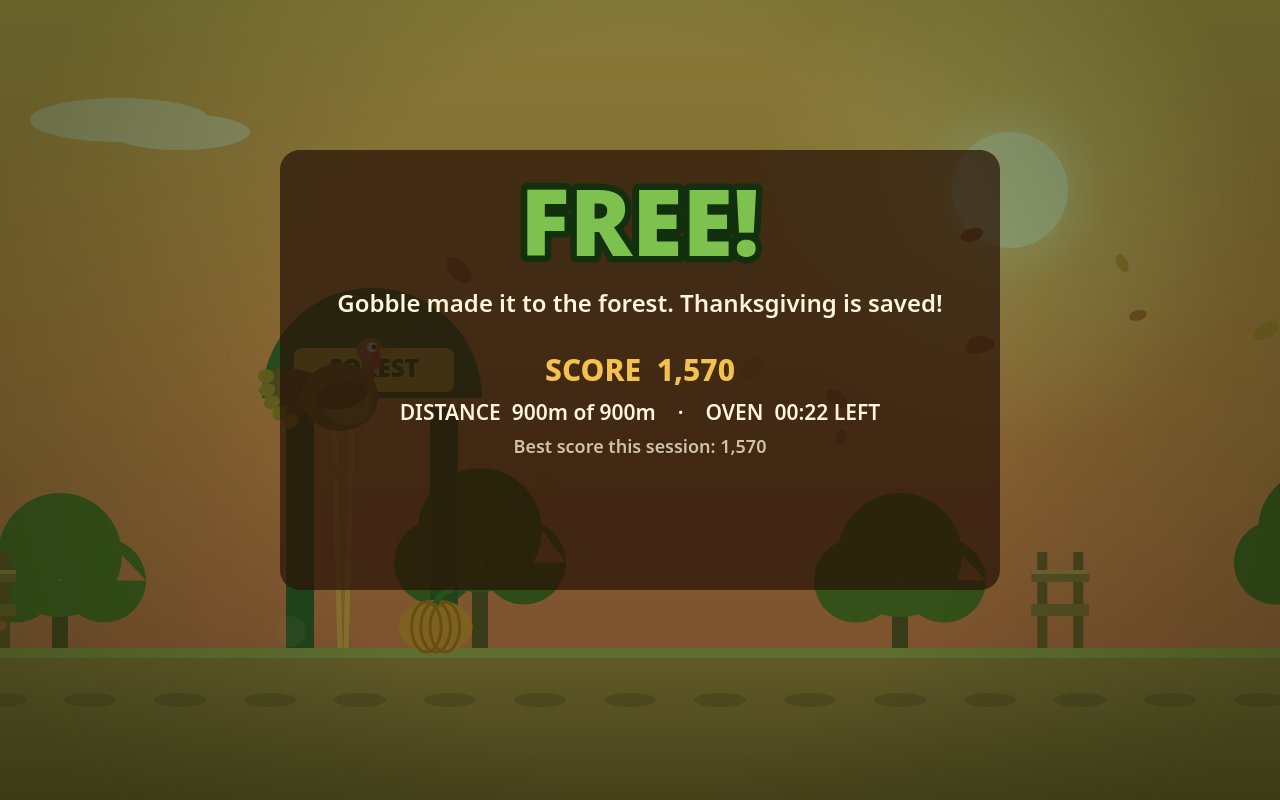 FREE!
Gobble made it to the forest. Thanksgiving is saved!
FOREST
SCORE 1,570
DISTANCE 900m of 900m · OVEN 00:22 LEFT
Best score this session: 1,570